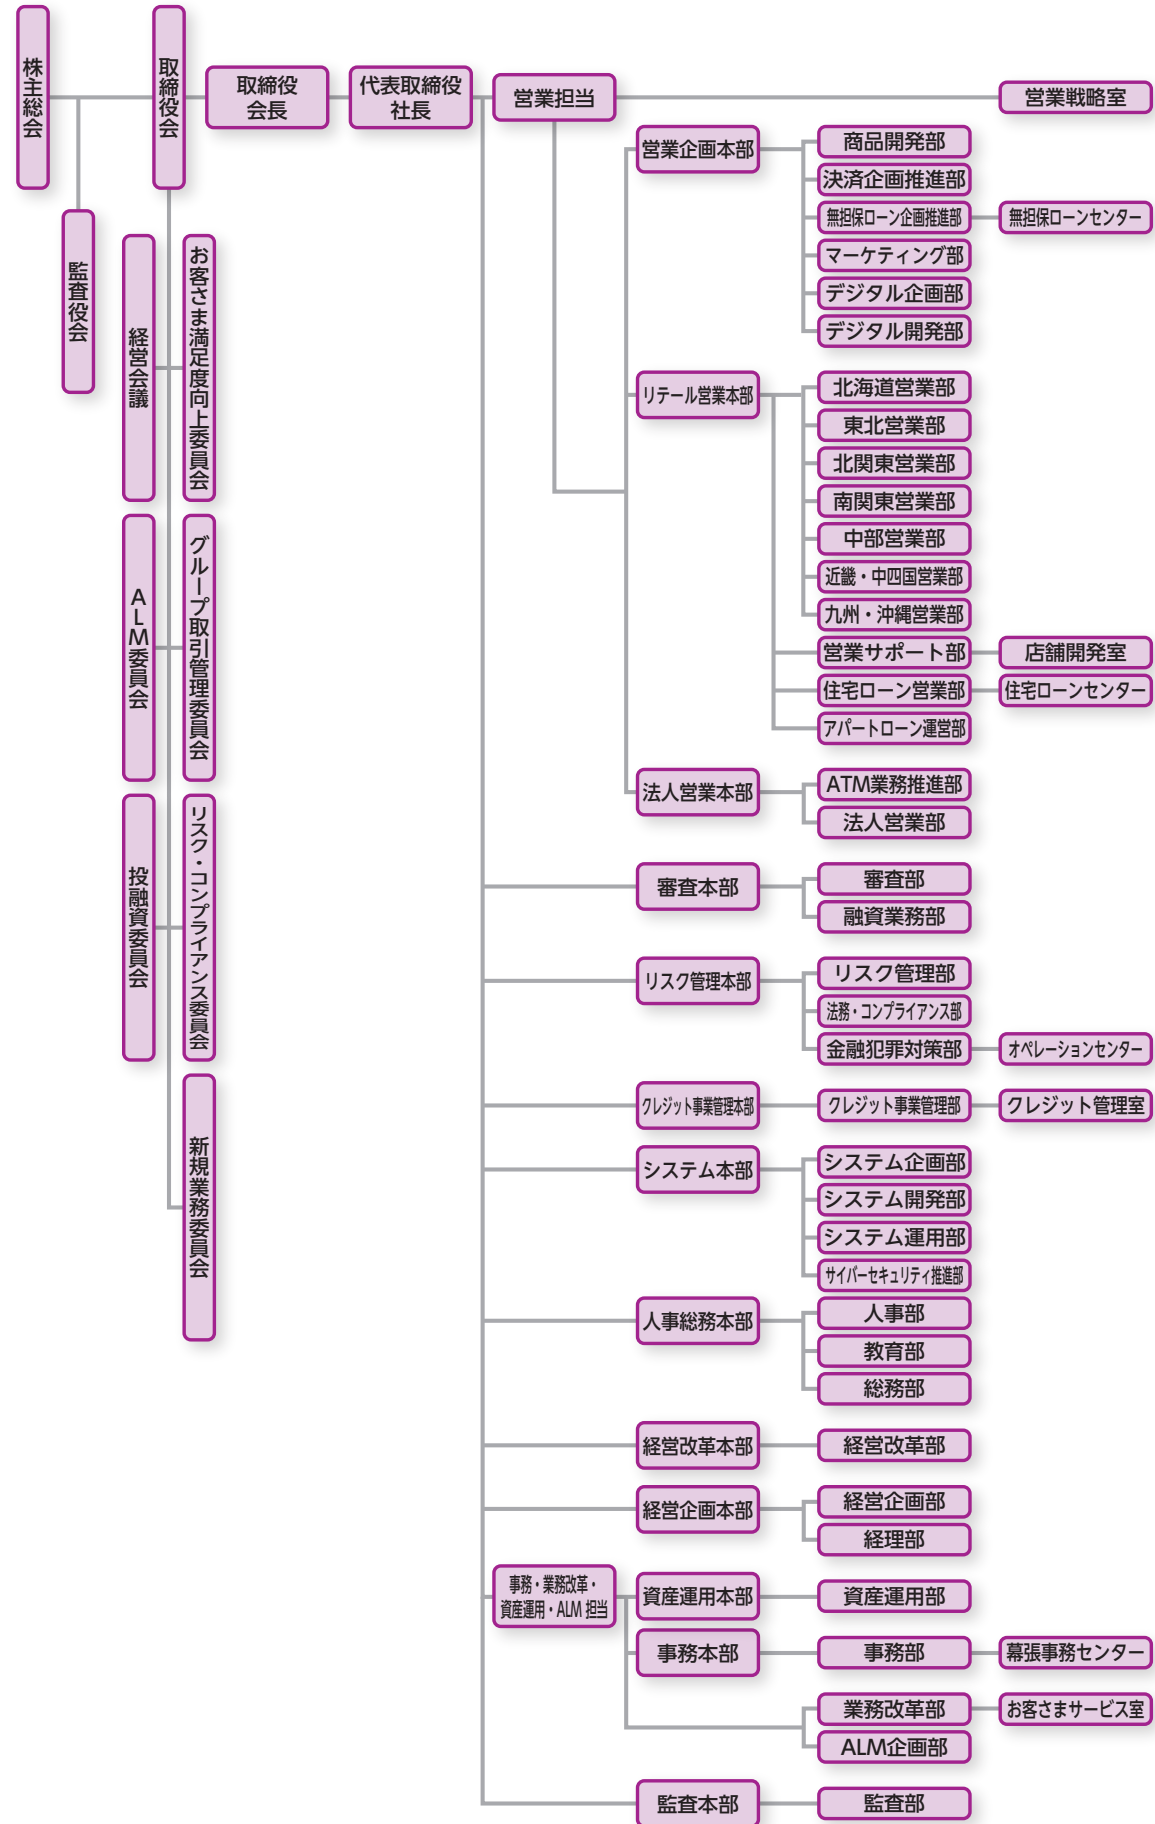 株主総会
監査役会
取締役会
経営会議
お客さま満足度向上委員会
ALM委員会
グループ取引管理委員会
投融資委員会
リスク・コンプライアンス委員会
新規業務委員会
取締役
会長
代表取締役
社長
営業担当
営業戦略室
営業企画本部
商品開発部
決済企画推進部
無担保ローン企画推進部
無担保ローンセンター
マーケティング部
デジタル企画部
デジタル開発部
リテール営業本部
北海道営業部
東北営業部
北関東営業部
南関東営業部
中部営業部
近畿・中四国営業部
九州・沖縄営業部
営業サポート部
店舗開発室
住宅ローン営業部
住宅ローンセンター
アパートローン運営部
法人営業本部
ATM業務推進部
法人営業部
審査本部
審査部
融資業務部
リスク管理本部
リスク管理部
法務・コンプライアンス部
金融犯罪対策部
オペレーションセンター
クレジット事業管理本部
クレジット事業管理部
クレジット管理室
システム本部
システム企画部
システム開発部
システム運用部
サイバーセキュリティ推進部
人事総務本部
人事部
教育部
総務部
経営改革本部
経営改革部
経営企画本部
経営企画部
経理部
事務・業務改革・
資産運用・ALM 担当
資産運用本部
資産運用部
事務本部
事務部
幕張事務センター
業務改革部
お客さまサービス室
ALM企画部
監査本部
監査部